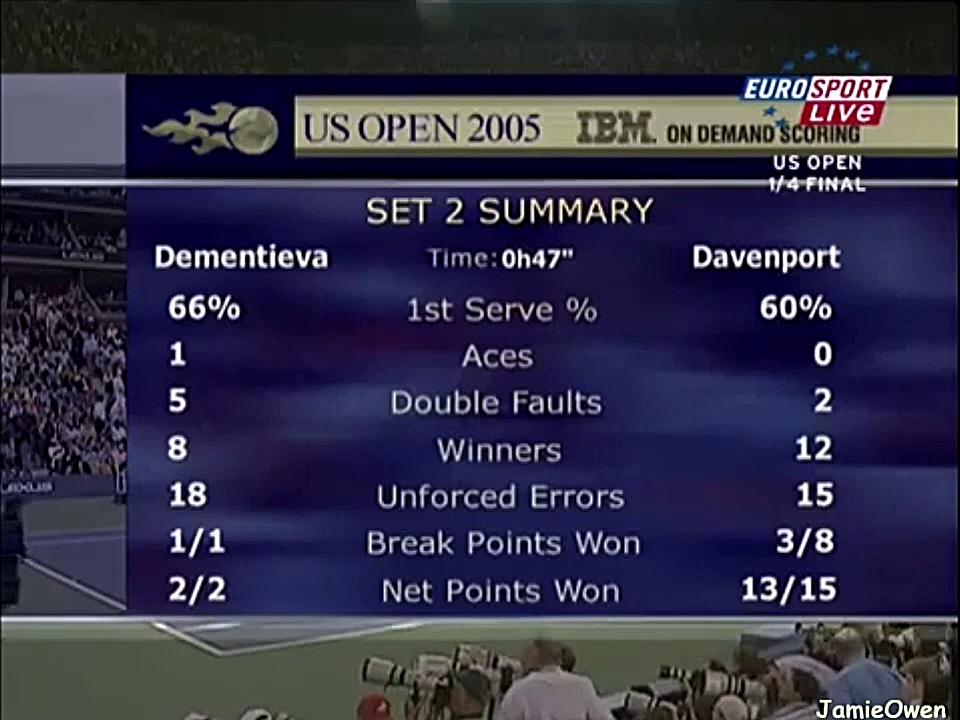 EUROSPORT
LIVE
US OPEN 2005 IBM. ON DEMAND SCORING
US OPEN
1/4 FINAL
SET 2 SUMMARY
Dementieva Time: 0h47" Davenport
66% 1st Serve % 60%
1 Aces 0
5 Double Faults 2
8 Winners 12
18 Unforced Errors 15
1/1 Break Points Won 3/8
2/2 Net Points Won 13/15
JamieOwen